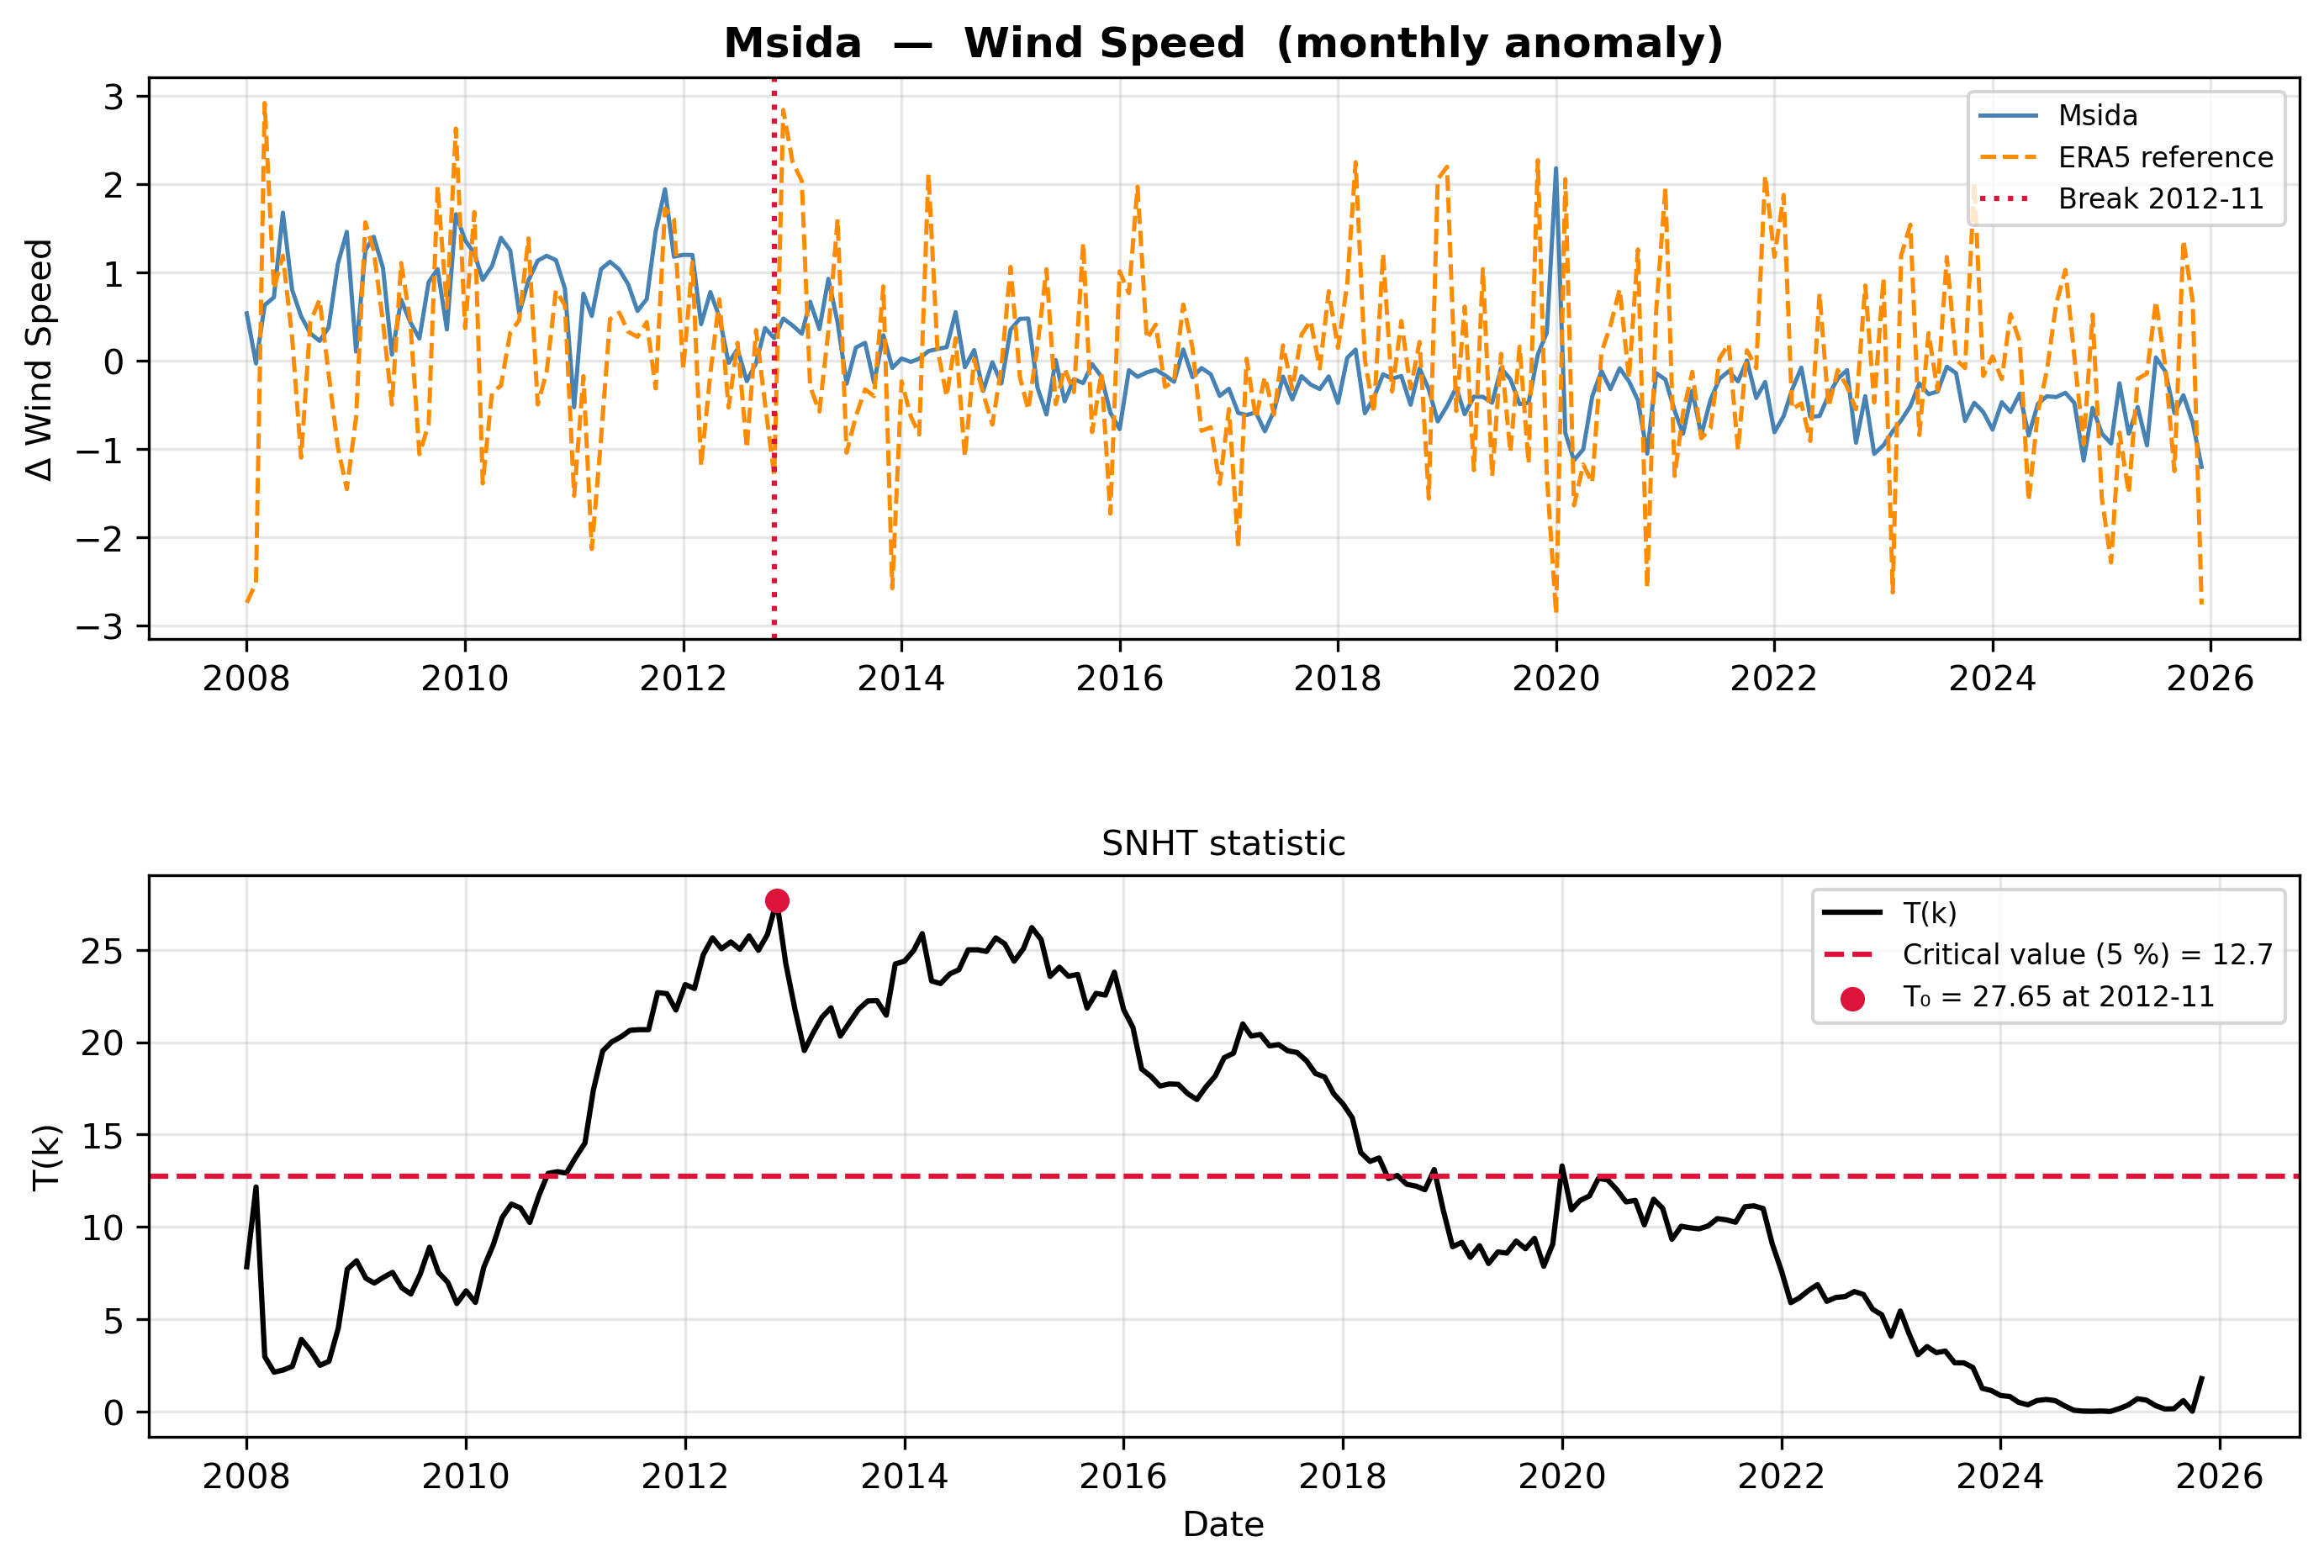 Msida — Wind Speed (monthly anomaly)
Δ Wind Speed
3
2
1
0
−1
−2
−3
Msida
ERA5 reference
Break 2012-11
2008 2010 2012 2014 2016 2018 2020 2022 2024 2026
SNHT statistic
T(k)
25
20
15
10
5
0
T(k)
Critical value (5 %) = 12.7
T₀ = 27.65 at 2012-11
2008 2010 2012 2014 2016 2018 2020 2022 2024 2026
Date